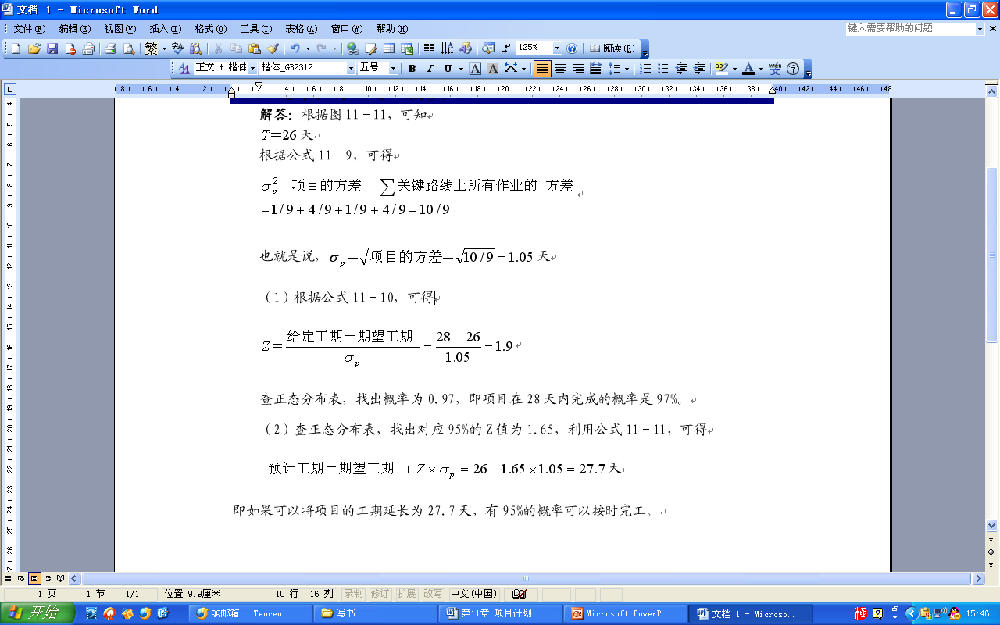 文档 1 - Microsoft Word
文件(F) 编辑(E) 视图(V) 插入(I) 格式(O) 工具(T) 表格(A) 窗口(W) 帮助(H) 键入需要帮助的问题
繁 125% 阅读(R)
正文 + 楷体 楷体_GB2312 五号 B I U A A
解答：根据图 11-11，可知
T=26 天
根据公式 11-9，可得
σp²=项目的方差=∑关键路线上所有作业的 方差
=1/9+4/9+1/9+4/9=10/9
也就是说，σp=√项目的方差=√10/9=1.05 天
（1）根据公式 11-10，可得
Z=给定工期-期望工期/σp=28-26/1.05=1.9
查正态分布表，找出概率为 0.97，即项目在 28 天内完成的概率是 97%。
（2）查正态分布表，找出对应 95%的 Z 值为 1.65，利用公式 11-11，可得
预计工期=期望工期 +Z×σp=26+1.65×1.05=27.7天
即如果可以将项目的工期延长为 27.7 天，有 95%的概率可以按时完工。
1 页 1 节 1/1 位置 9.9厘米 10 行 16 列 录制 修订 扩展 改写 中文(中国)
开始 QQ邮箱 - Tencent... 写书 第11章 项目计划... Microsoft PowerP... 文档 1 - Microso... 15:46